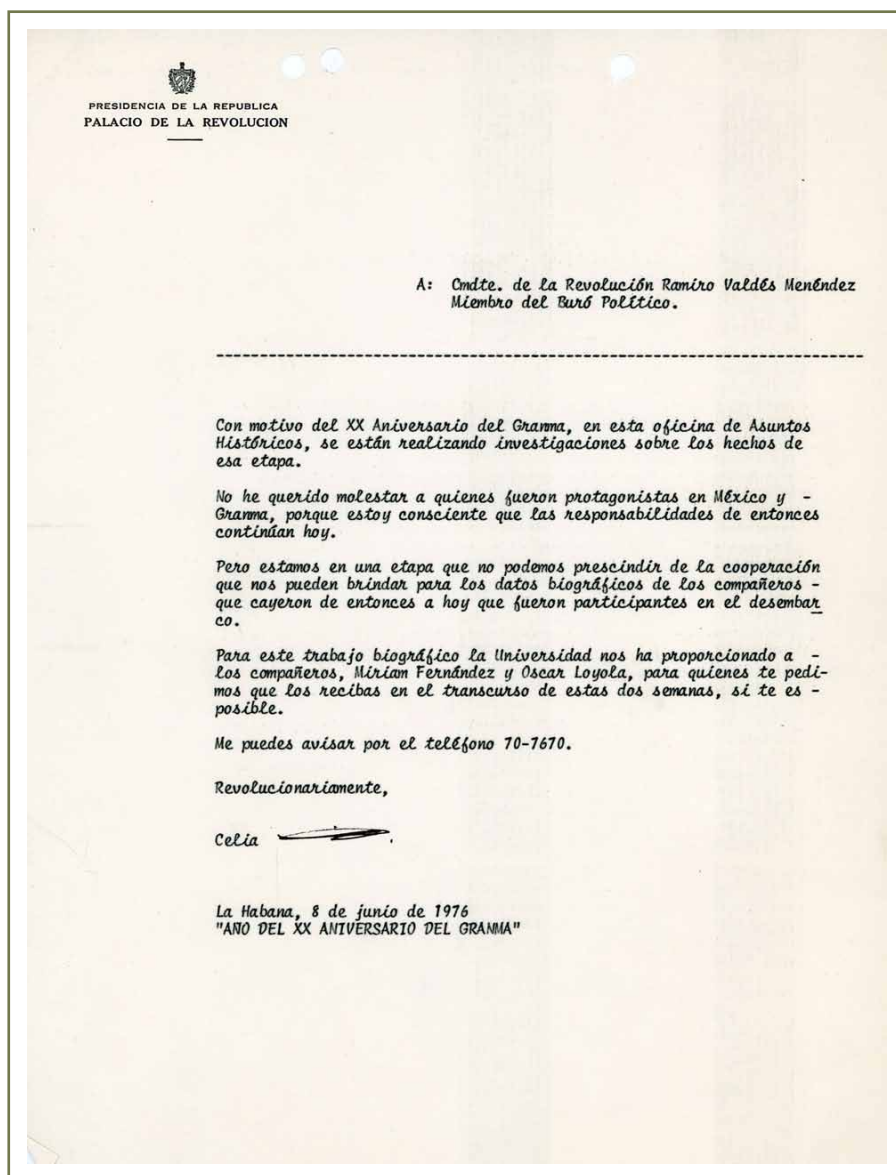 PRESIDENCIA DE LA REPUBLICA
PALACIO DE LA REVOLUCION
A: Cmdte. de la Revolución Ramiro Valdés Menéndez
Miembro del Buró Político.
Con motivo del XX Aniversario del Granma, en esta oficina de Asuntos
Históricos, se están realizando investigaciones sobre los hechos de
esa etapa.
No he querido molestar a quienes fueron protagonistas en México y -
Granma, porque estoy consciente que las responsabilidades de entonces
continúan hoy.
Pero estamos en una etapa que no podemos prescindir de la cooperación
que nos pueden brindar para los datos biográficos de los compañeros -
que cayeron de entonces a hoy que fueron participantes en el desembar
co.
Para este trabajo biográfico la Universidad nos ha proporcionado a -
los compañeros, Miriam Fernández y Oscar Loyola, para quienes te pedi-
mos que los recibas en el transcurso de estas dos semanas, si te es -
posible.
Me puedes avisar por el teléfono 70-7670.
Revolucionariamente,
Celia
La Habana, 8 de junio de 1976
"AÑO DEL XX ANIVERSARIO DEL GRANMA"